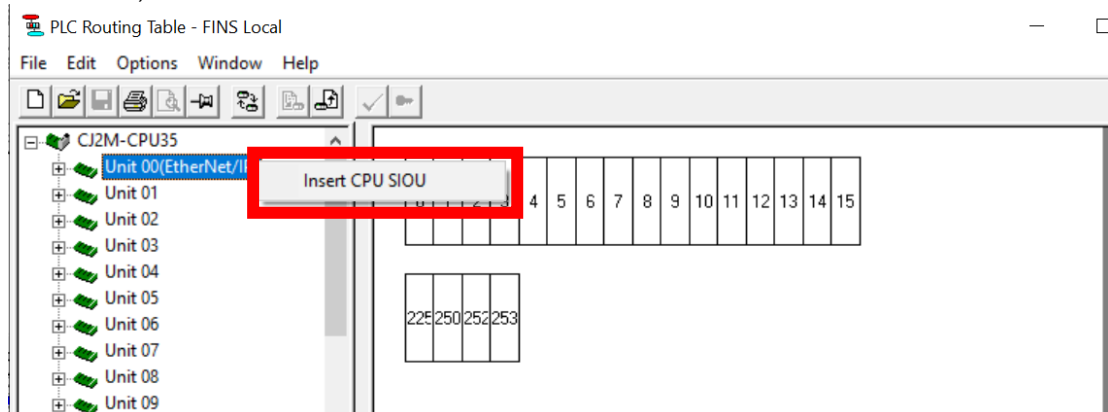 PLC Routing Table - FINS Local
File Edit Options Window Help
CJ2M-CPU35
Unit 00(EtherNet/IP
Insert CPU SIOU
Unit 01
Unit 02
Unit 03
Unit 04
Unit 05
Unit 06
Unit 07
Unit 08
Unit 09
4 5 6 7 8 9 10 11 12 13 14 15
225 250 252 253